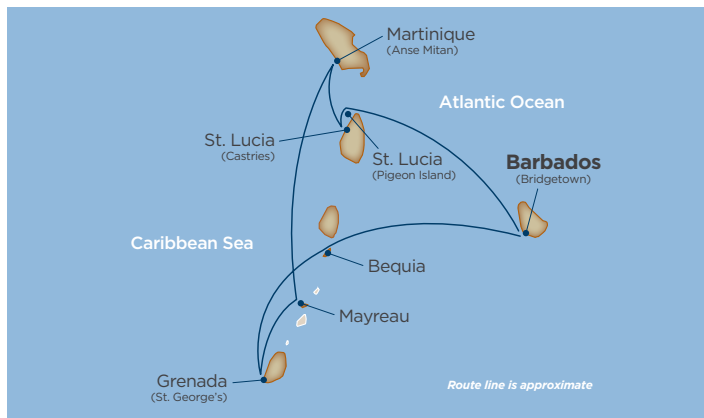 Martinique
(Anse Mitan)
Atlantic Ocean
St. Lucia
(Castries)
St. Lucia
(Pigeon Island)
Barbados
(Bridgetown)
Caribbean Sea
Bequia
Mayreau
Grenada
(St. George's)
Route line is approximate